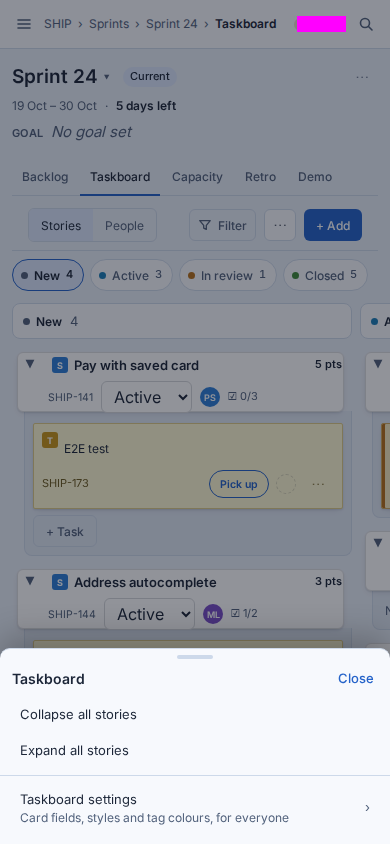 SHIP › Sprints › Sprint 24 › Taskboard
Sprint 24 ▾ Current ...
19 Oct – 30 Oct · 5 days left
GOAL No goal set
Backlog Taskboard Capacity Retro Demo
Stories People Filter ... + Add
New 4 Active 3 In review 1 Closed 5
New 4 A
▼ S Pay with saved card 5 pts
SHIP-141 Active PS ☑ 0/3
T E2E test
SHIP-173 Pick up ...
+ Task
▼ S Address autocomplete 3 pts
SHIP-144 Active ML ☑ 1/2
Taskboard Close
Collapse all stories
Expand all stories
Taskboard settings ›
Card fields, styles and tag colours, for everyone